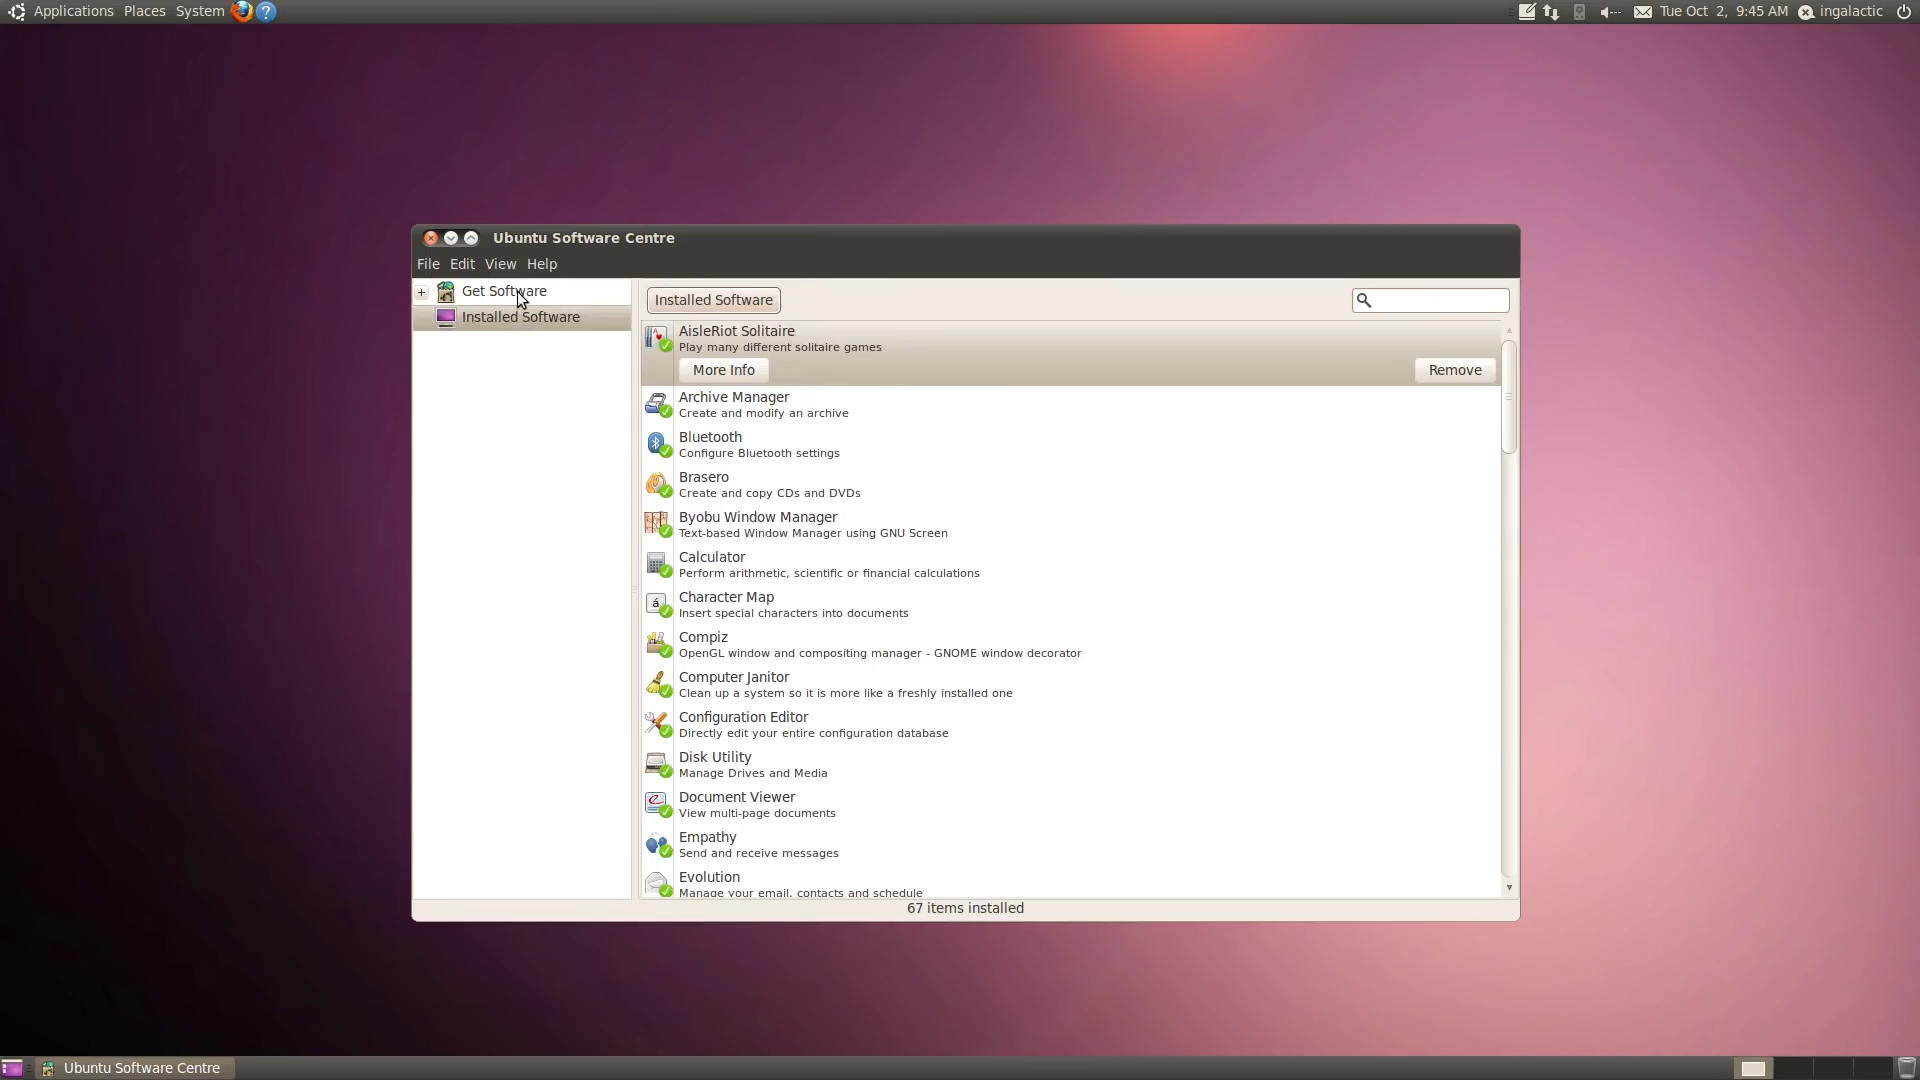 Applications Places System ? Tue Oct 2, 9:45 AM ingalactic
Ubuntu Software Centre
File Edit View Help
Get Software
Installed Software
Installed Software
AisleRiot Solitaire
Play many different solitaire games
More Info Remove
Archive Manager
Create and modify an archive
Bluetooth
Configure Bluetooth settings
Brasero
Create and copy CDs and DVDs
Byobu Window Manager
Text-based Window Manager using GNU Screen
Calculator
Perform arithmetic, scientific or financial calculations
Character Map
Insert special characters into documents
Compiz
OpenGL window and compositing manager - GNOME window decorator
Computer Janitor
Clean up a system so it is more like a freshly installed one
Configuration Editor
Directly edit your entire configuration database
Disk Utility
Manage Drives and Media
Document Viewer
View multi-page documents
Empathy
Send and receive messages
Evolution
Manage your email, contacts and schedule
67 items installed
Ubuntu Software Centre